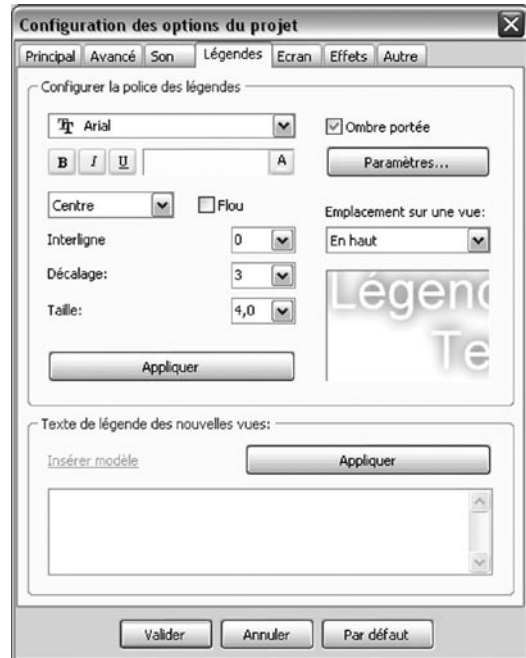 Configuration des options du projet
Principal Avancé Son Légendes Ecran Effets Autre
Configurer la police des légendes
Arial
Ombre portée
B I U A
Paramètres...
Centre
Flou
Emplacement sur une vue:
Interligne 0
En haut
Décalage: 3
Taille: 4,0
Légend
Te
Appliquer
Texte de légende des nouvelles vues:
Insérer modèle
Appliquer
Valider Annuler Par défaut